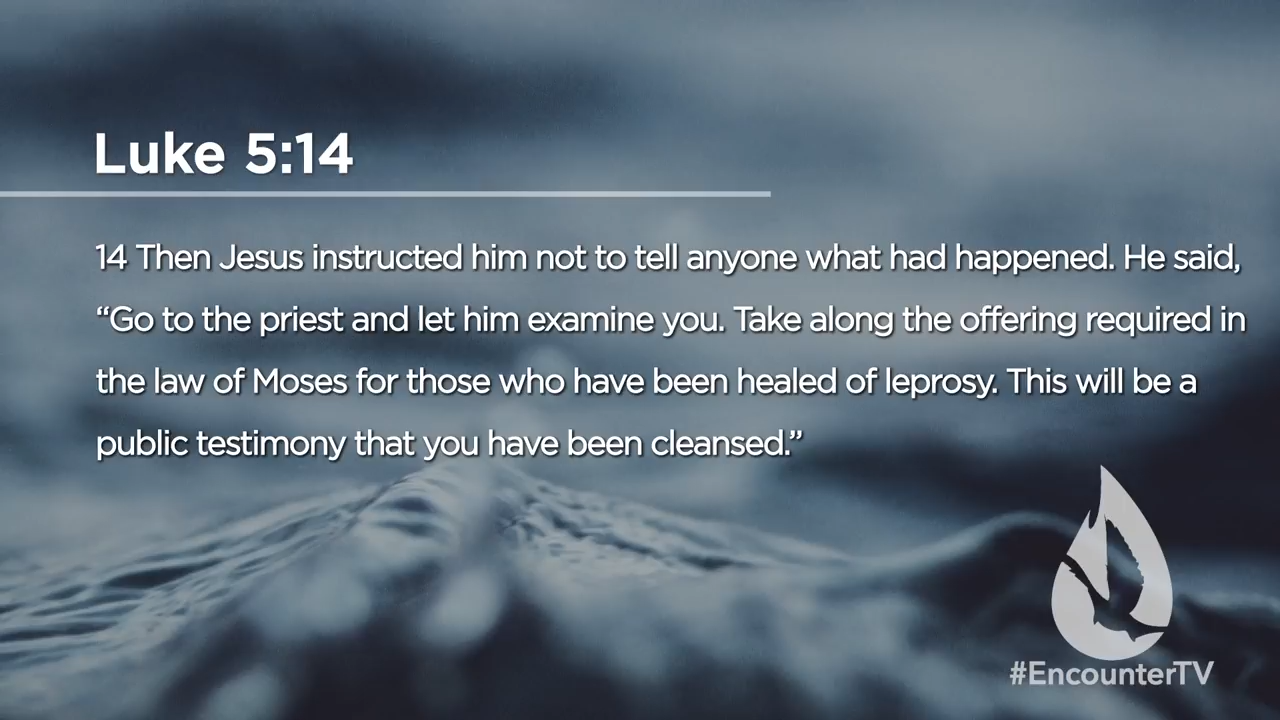 Luke 5:14
14 Then Jesus instructed him not to tell anyone what had happened. He said,
“Go to the priest and let him examine you. Take along the offering required in
the law of Moses for those who have been healed of leprosy. This will be a
public testimony that you have been cleansed.”
#EncounterTV